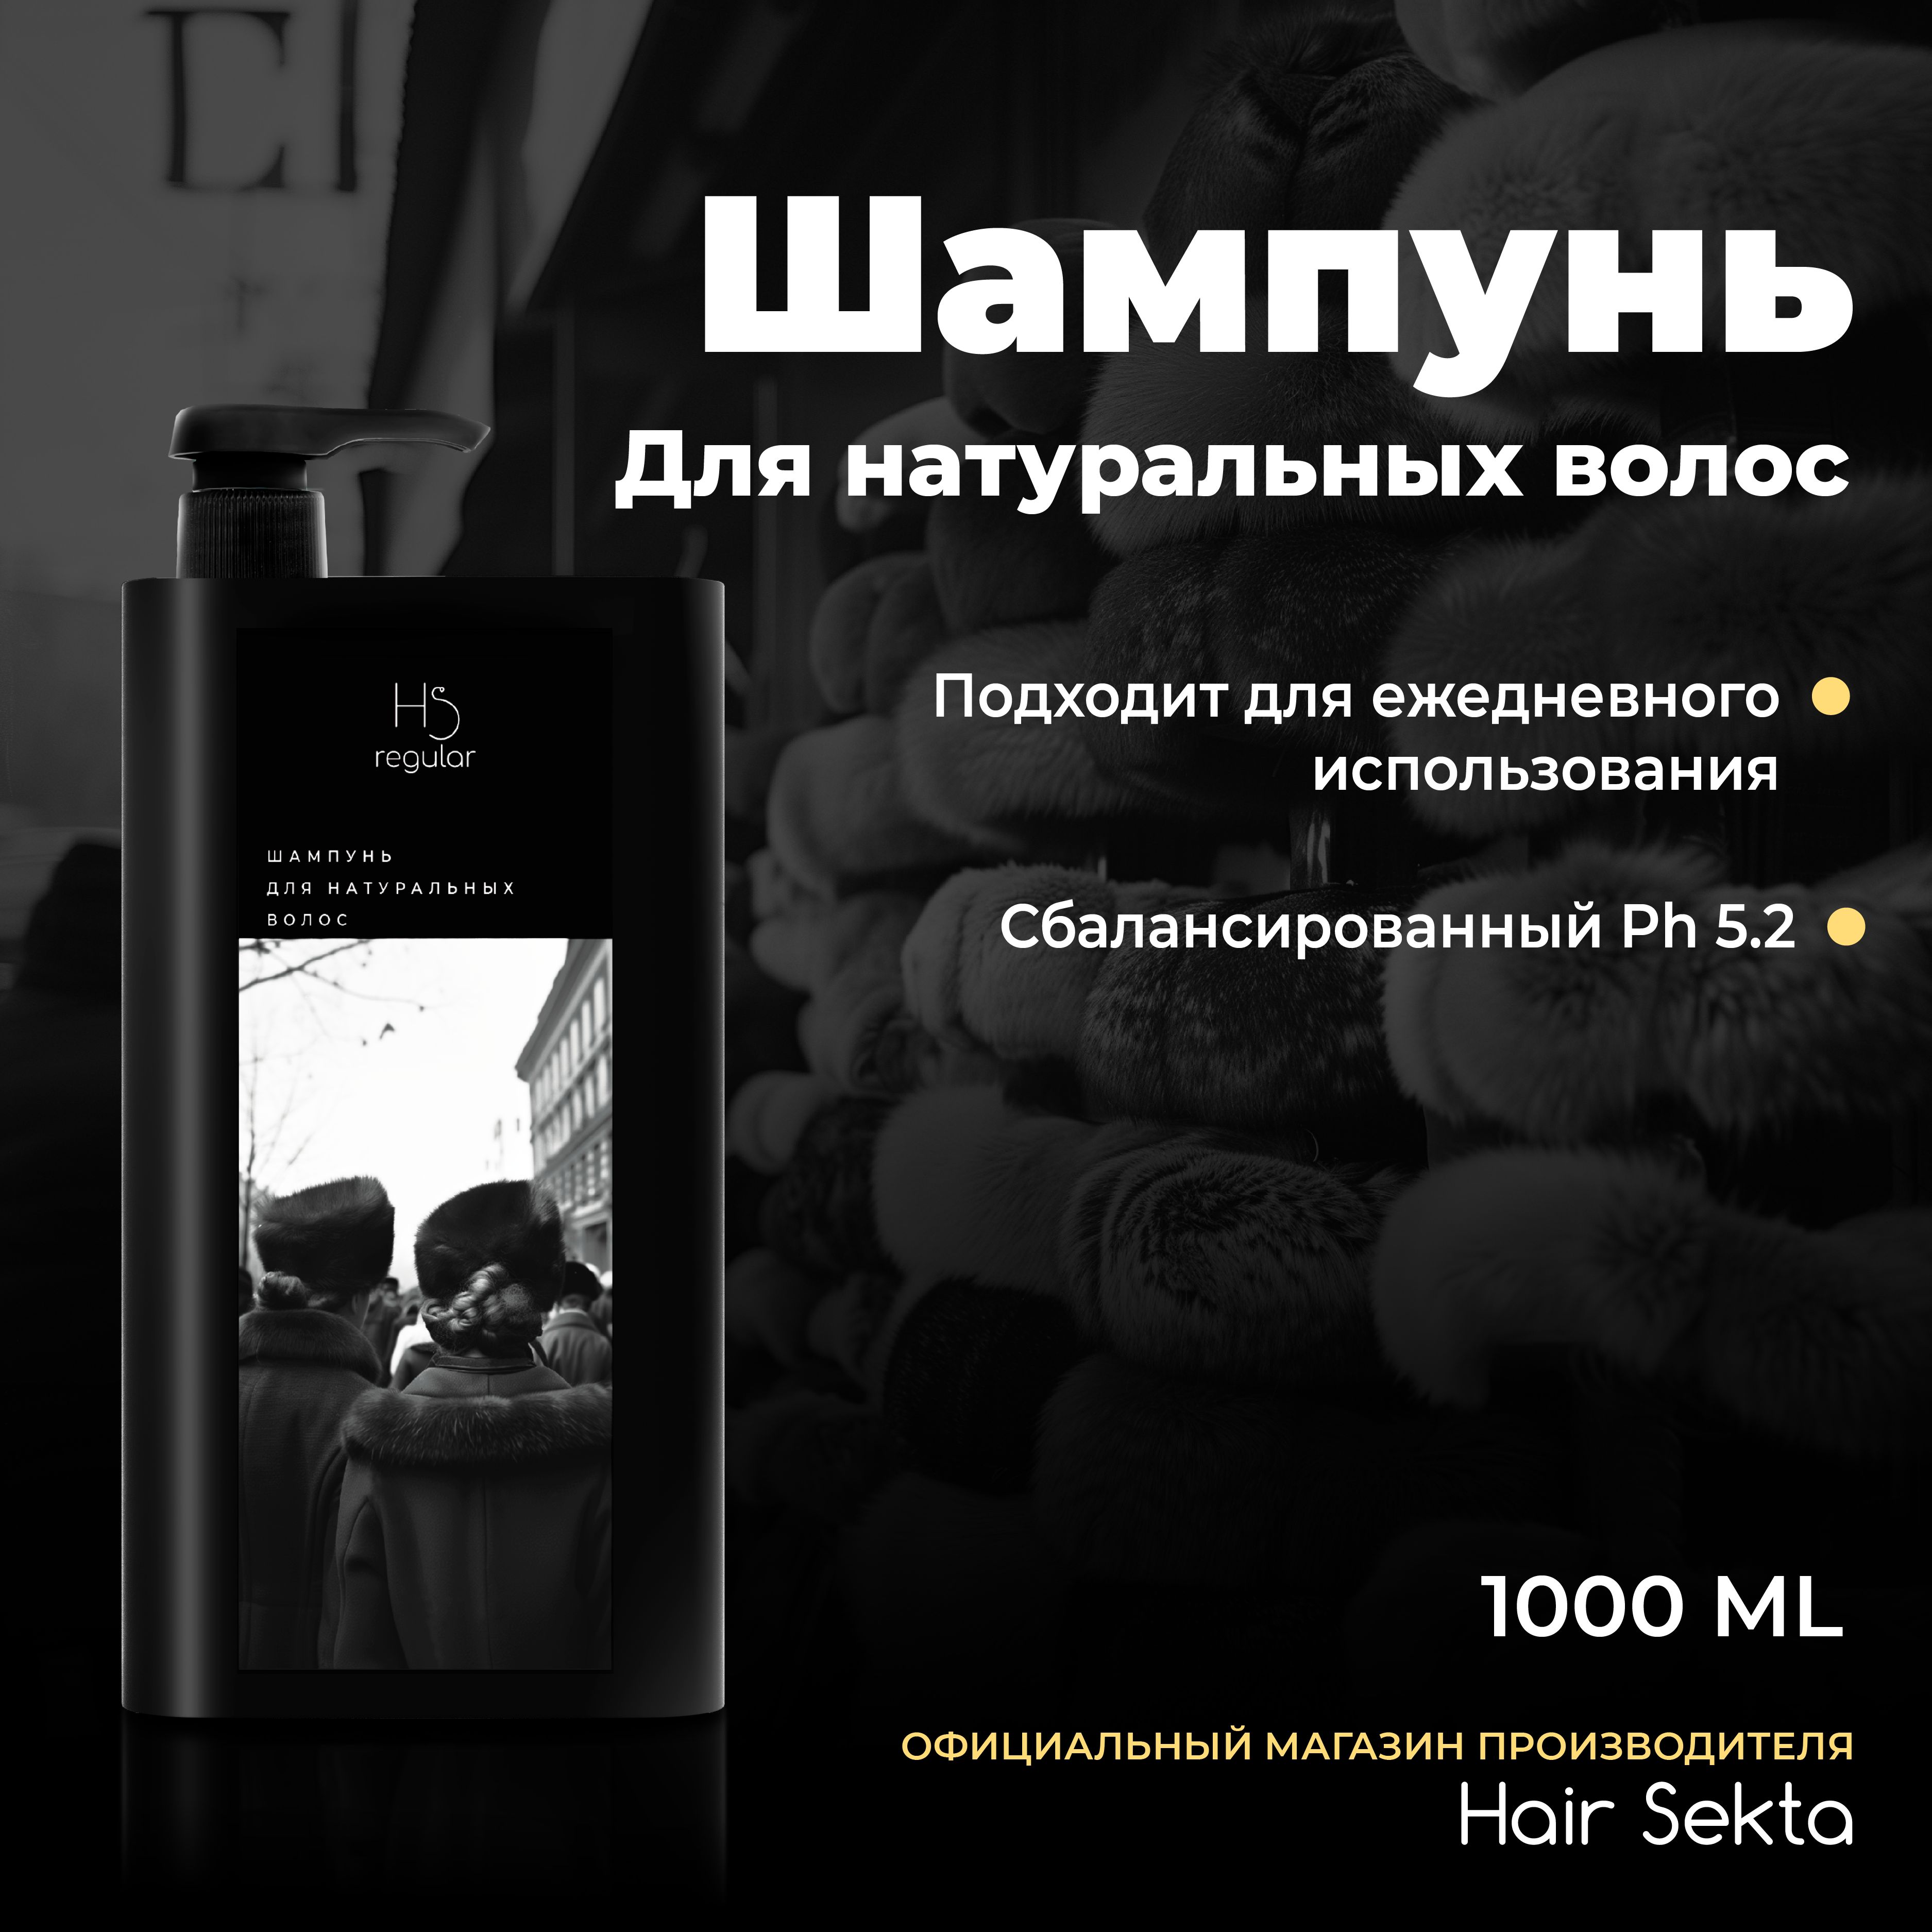 Шампунь
Для натуральных волос
HS
regular
ШАМПУНЬ
ДЛЯ НАТУРАЛЬНЫХ
ВОЛОС
Подходит для ежедневного
использования
Сбалансированный Ph 5.2
1000 ML
ОФИЦИАЛЬНЫЙ МАГАЗИН ПРОИЗВОДИТЕЛЯ
Hair Sekta